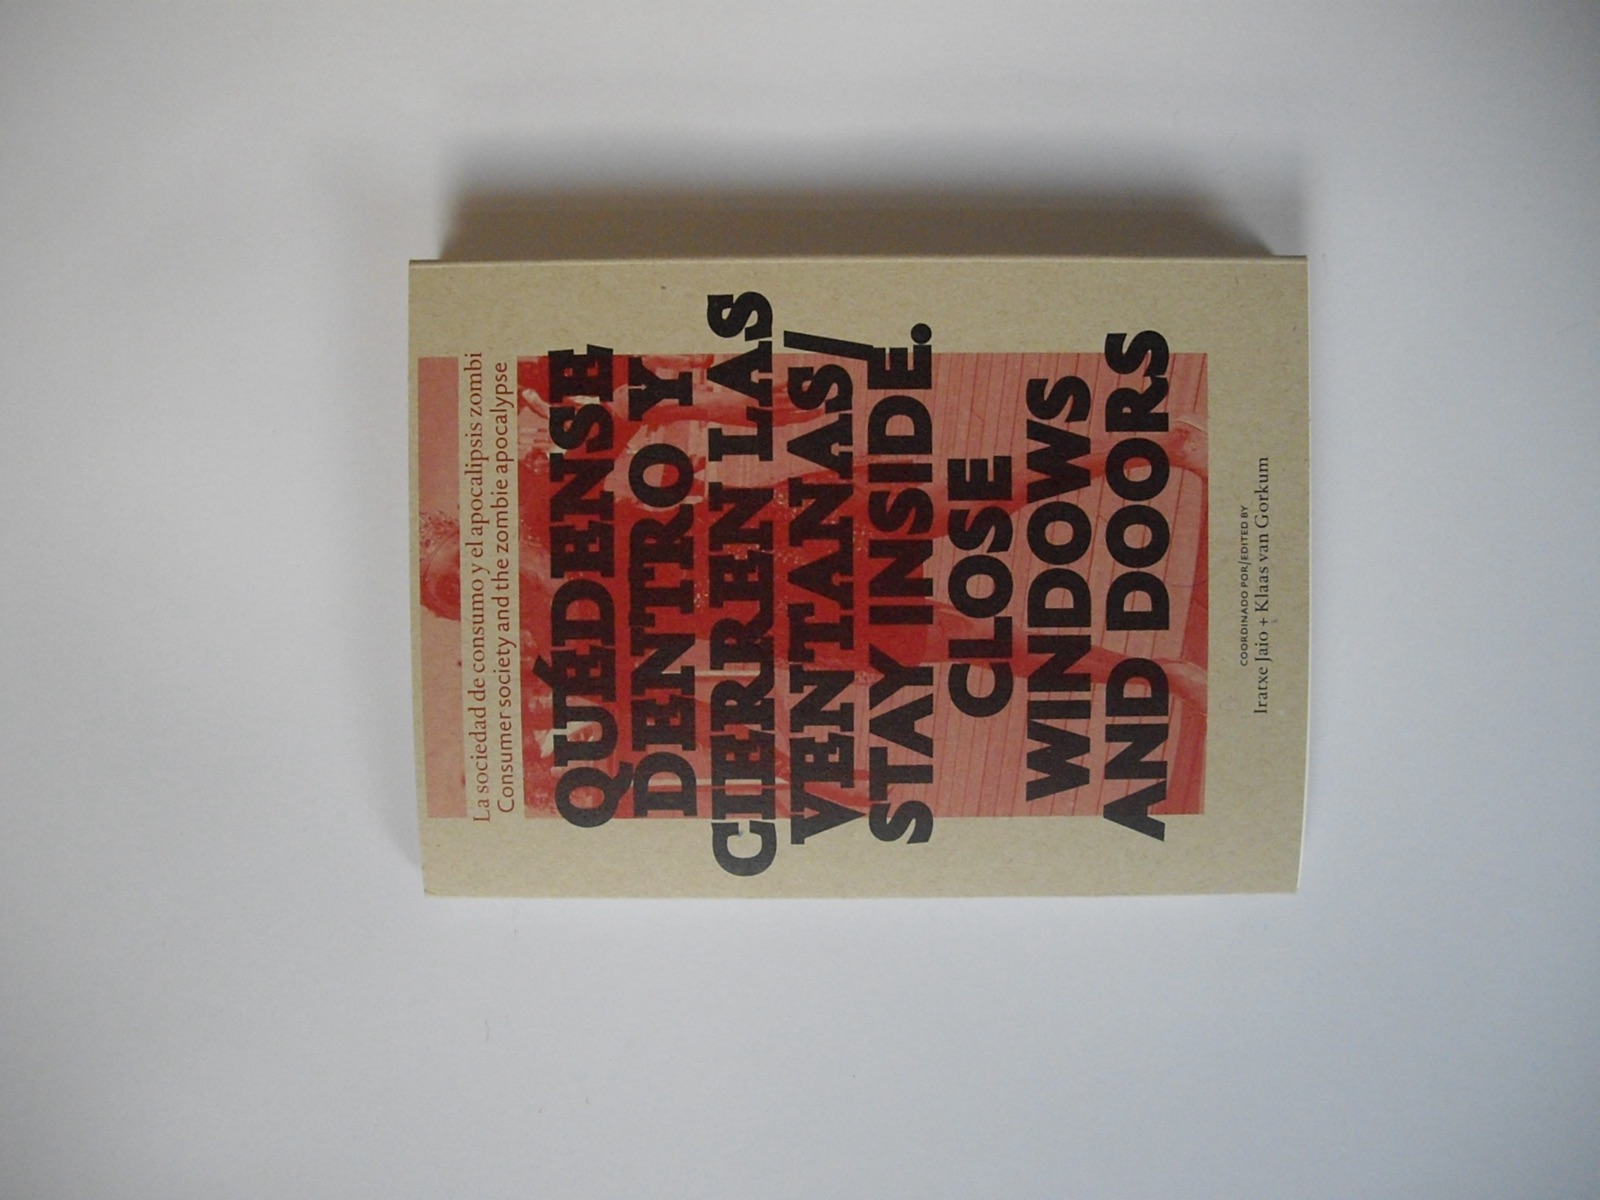 La sociedad de consumo y el apocalipsis zombi
Consumer society and the zombie apocalypse
QUÉDENSE
DENTRO Y
CIERREN LAS
VENTANAS/
STAY INSIDE.
CLOSE
WINDOWS
AND DOORS
COORDINADO POR/EDITED BY
Iratxe Jaio + Klaas van Gorkum